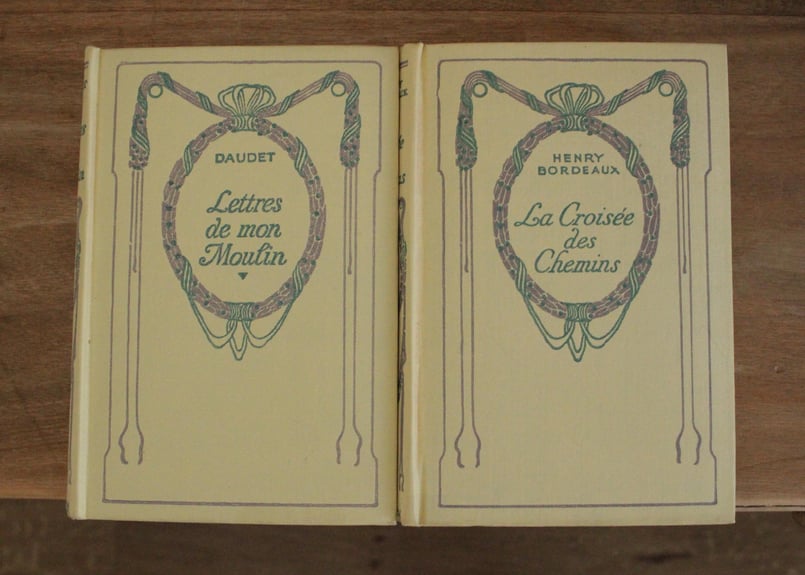 DAUDET
Lettres
de mon
Moulin
HENRY
BORDEAUX
La Croisée
des
Chemins